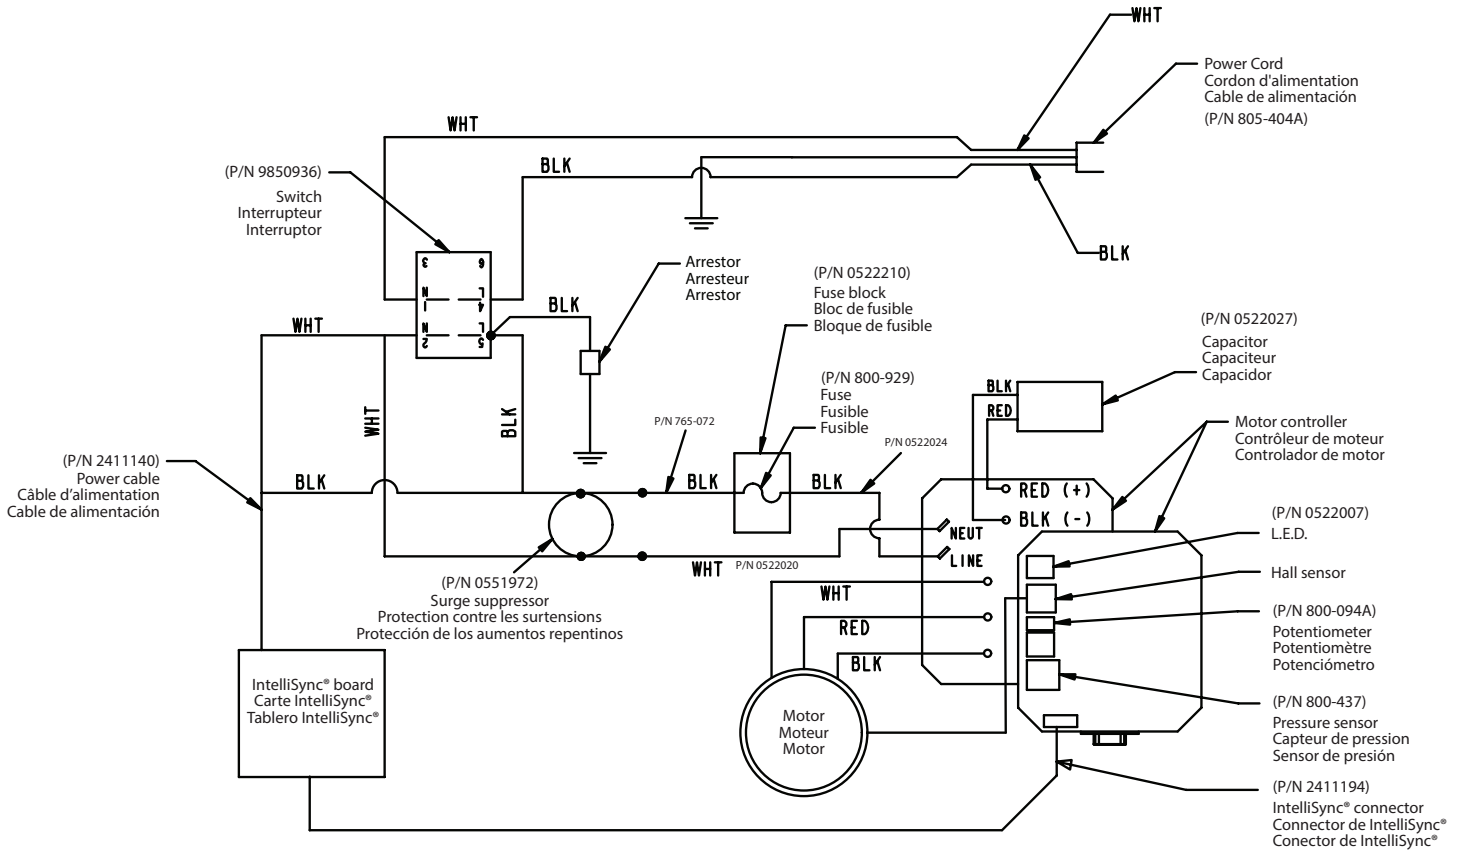 WHT
Power Cord
Cordon d'alimentation
Cable de alimentación
(P/N 805-404A)
WHT
BLK
BLK
(P/N 9850936)
Switch
Interrupteur
Interruptor
3 6
N L
1 4
N L
2 5
BLK
Arrestor
Arresteur
Arrestor
(P/N 0522210)
Fuse block
Bloc de fusible
Bloque de fusible
WHT
(P/N 0522027)
Capacitor
Capaciteur
Capacidor
(P/N 800-929)
Fuse
Fusible
Fusible
BLK
RED
WHT
BLK
P/N 765-072
P/N 0522024
Motor controller
Contrôleur de moteur
Controlador de motor
(P/N 2411140)
Power cable
Câble d’alimentation
Cable de alimentación
BLK
BLK
BLK
RED (+)
BLK (-)
NEUT
LINE
(P/N 0522007)
L.E.D.
WHT
P/N 0522020
Hall sensor
(P/N 0551972)
Surge suppressor
Protection contre les surtensions
Protección de los aumentos repentinos
WHT
RED
BLK
(P/N 800-094A)
Potentiometer
Potentiomètre
Potenciómetro
IntelliSync® board
Carte IntelliSync®
Tablero IntelliSync®
Motor
Moteur
Motor
(P/N 800-437)
Pressure sensor
Capteur de pression
Sensor de presión
(P/N 2411194)
IntelliSync® connector
Connector de IntelliSync®
Conector de IntelliSync®